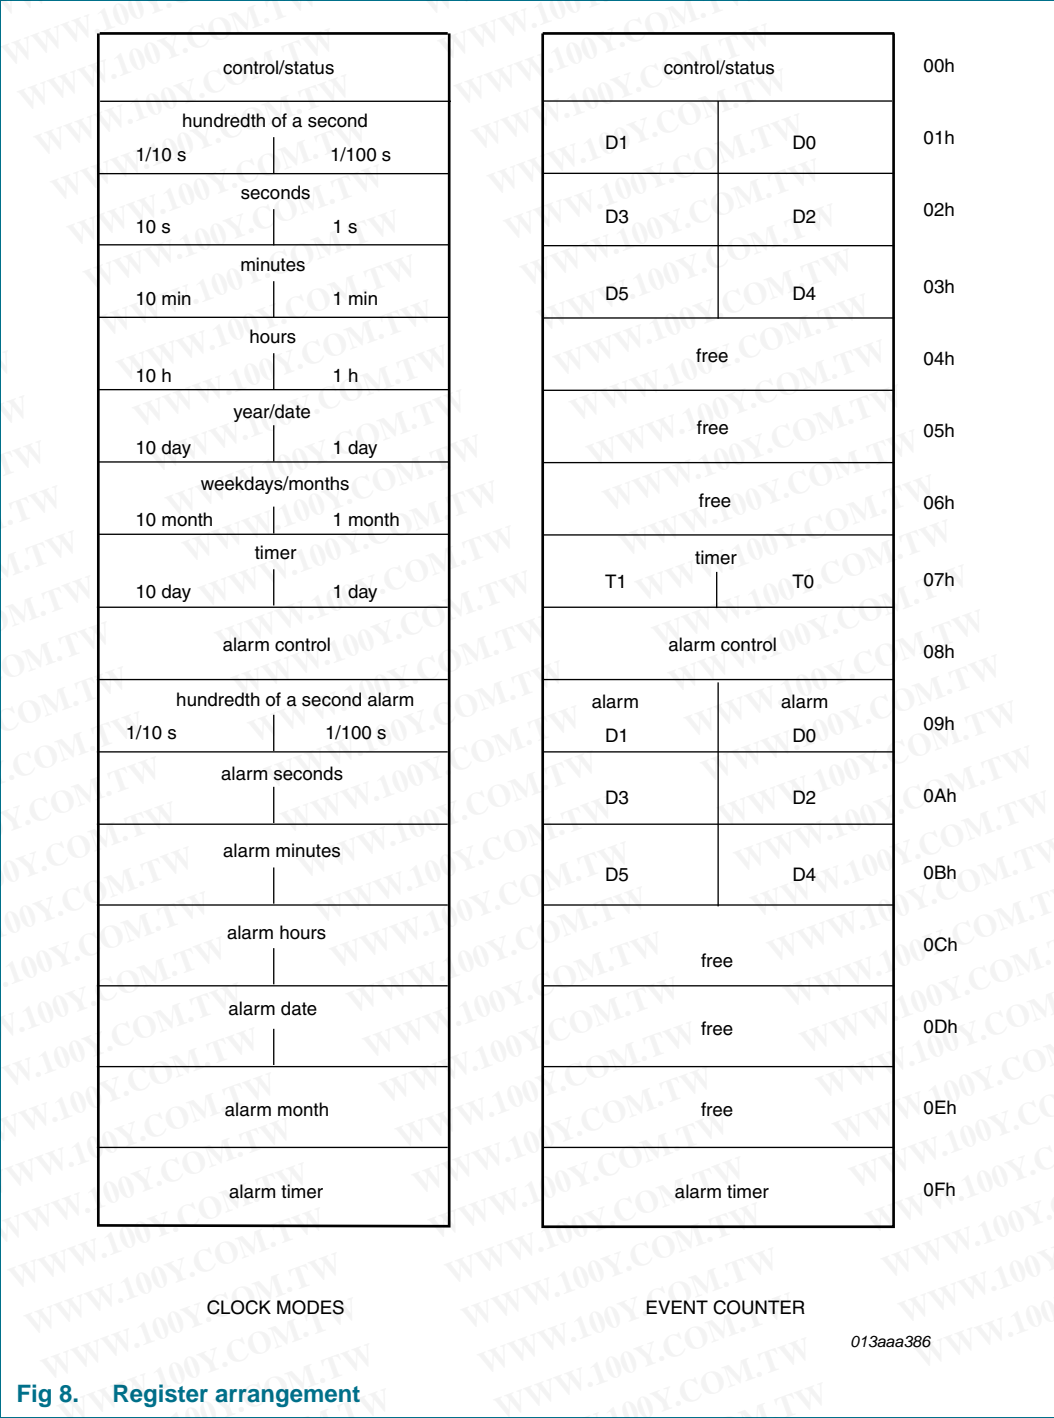 control/status control/status 00h
hundredth of a second
1/10 s 1/100 s D1 D0 01h
seconds
10 s 1 s D3 D2 02h
minutes
10 min 1 min D5 D4 03h
hours
10 h 1 h free 04h
year/date
10 day 1 day free 05h
weekdays/months
10 month 1 month free 06h
timer timer
10 day 1 day T1 T0 07h
alarm control alarm control 08h
hundredth of a second alarm alarm alarm
1/10 s 1/100 s D1 D0 09h
alarm seconds D3 D2 0Ah
alarm minutes D5 D4 0Bh
alarm hours free 0Ch
alarm date free 0Dh
alarm month free 0Eh
alarm timer alarm timer 0Fh
CLOCK MODES EVENT COUNTER
013aaa386
Fig 8. Register arrangement
WWW.100Y.COM.TW